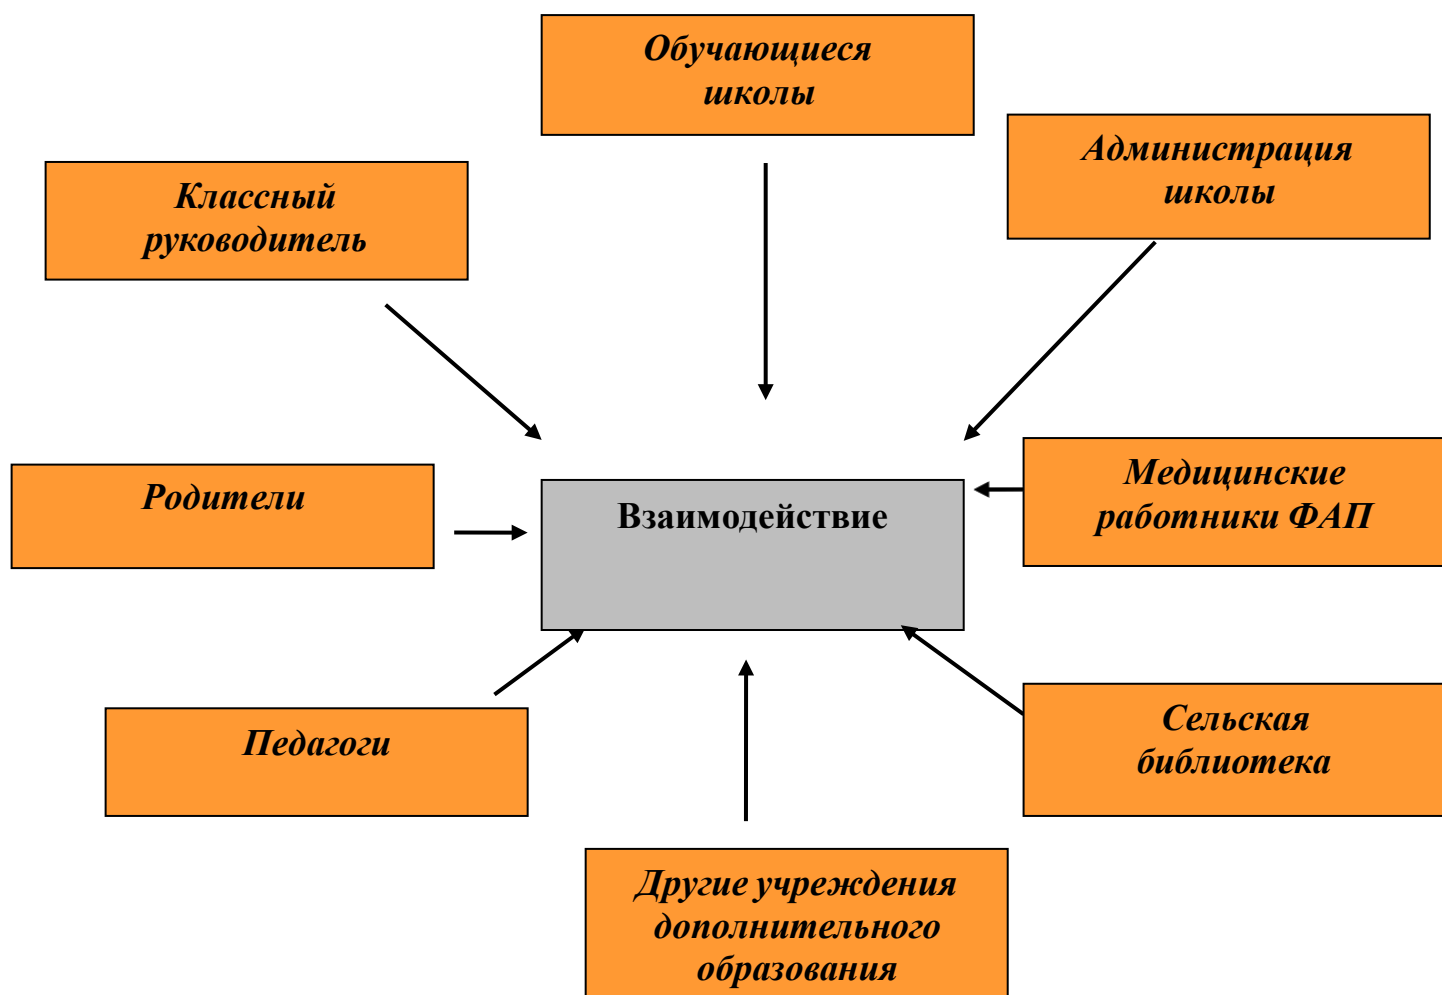 Обучающиеся
школы
Администрация
школы
Классный
руководитель
Родители
Взаимодействие
Медицинские
работники ФАП
Педагоги
Сельская
библиотека
Другие учреждения
дополнительного
образования